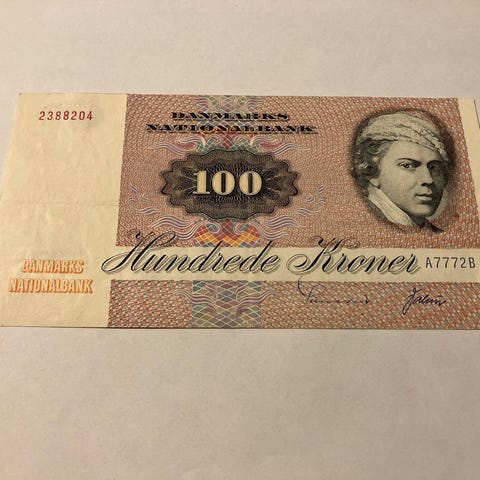 2388204
DANMARKS
NATIONALBANK
100
Hundrede Kroner
A7772B
DANMARKS
NATIONALBANK